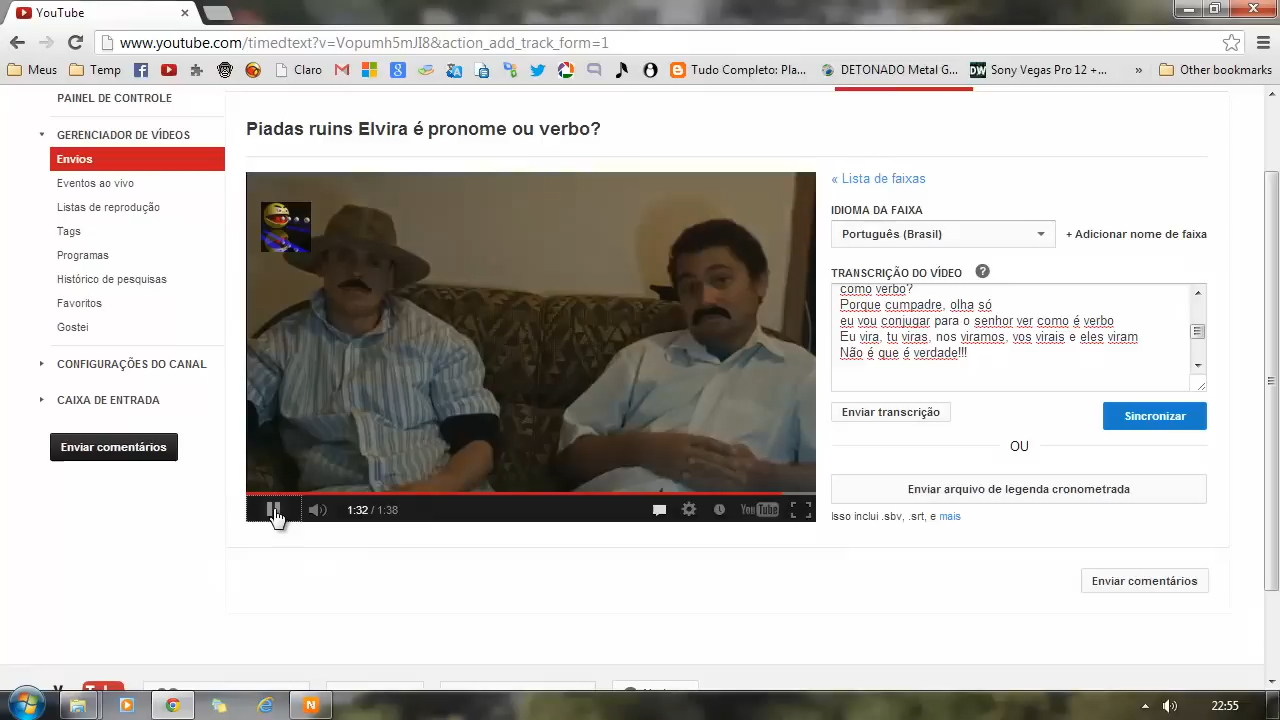 YouTube
www.youtube.com/timedtext?v=Vopumh5mJI8&action_add_track_form=1
Meus
Temp
Claro
Tudo Completo: Pla...
DETONADO Metal G...
DW
Sony Vegas Pro 12 +...
»
Other bookmarks
PAINEL DE CONTROLE
GERENCIADOR DE VÍDEOS
Envios
Eventos ao vivo
Listas de reprodução
Tags
Programas
Histórico de pesquisas
Favoritos
Gostei
CONFIGURAÇÕES DO CANAL
CAIXA DE ENTRADA
Enviar comentários
Piadas ruins Elvira é pronome ou verbo?
1:32 / 1:38
YouTube
« Lista de faixas
IDIOMA DA FAIXA
Português (Brasil)
+ Adicionar nome de faixa
TRANSCRIÇÃO DO VÍDEO ?
como verbo?
Porque cumpadre, olha só
eu vou conjugar para o senhor ver como é verbo
Eu vira, tu viras, nos viramos, vos virais e eles viram
Não é que é verdade!!!
Enviar transcrição
Sincronizar
OU
Enviar arquivo de legenda cronometrada
Isso inclui .sbv, .srt, e mais
Enviar comentários
22:55